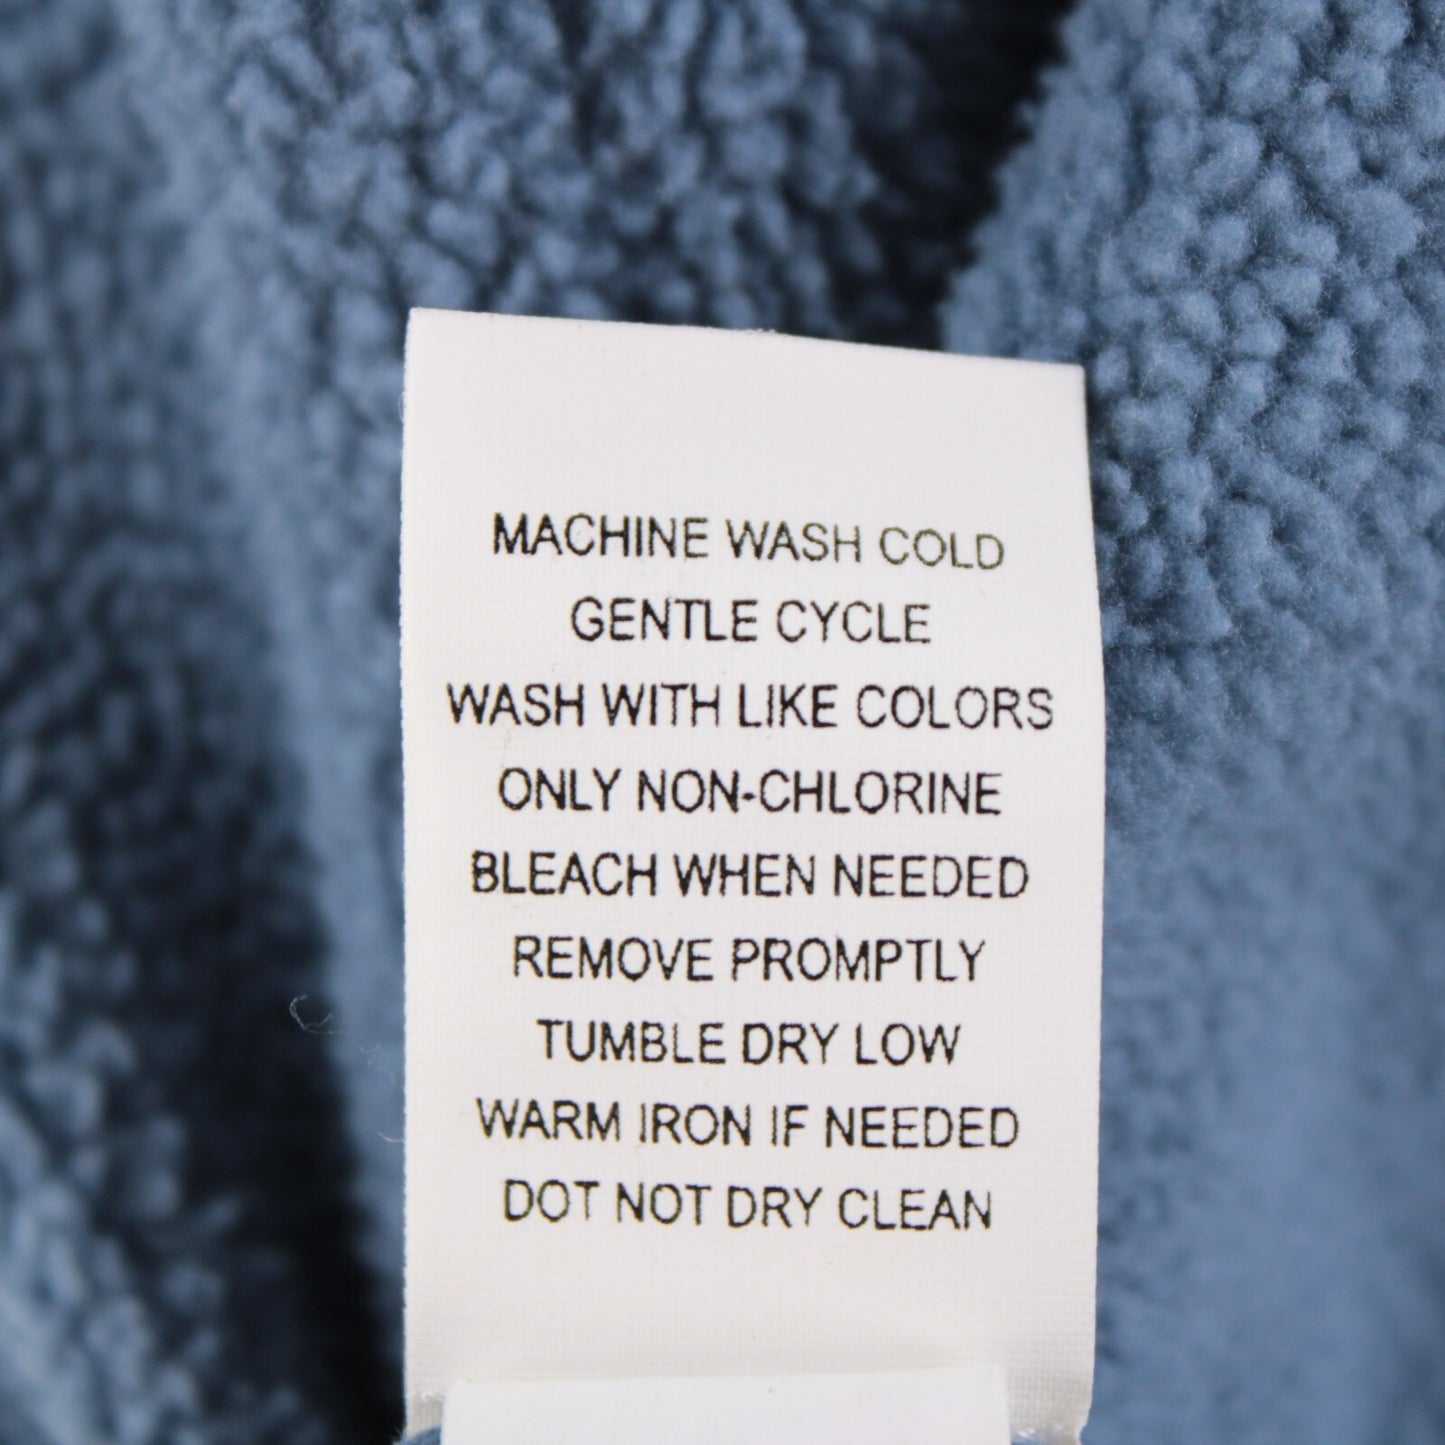 MACHINE WASH COLD
GENTLE CYCLE
WASH WITH LIKE COLORS
ONLY NON-CHLORINE
BLEACH WHEN NEEDED
REMOVE PROMPTLY
TUMBLE DRY LOW
WARM IRON IF NEEDED
DOT NOT DRY CLEAN